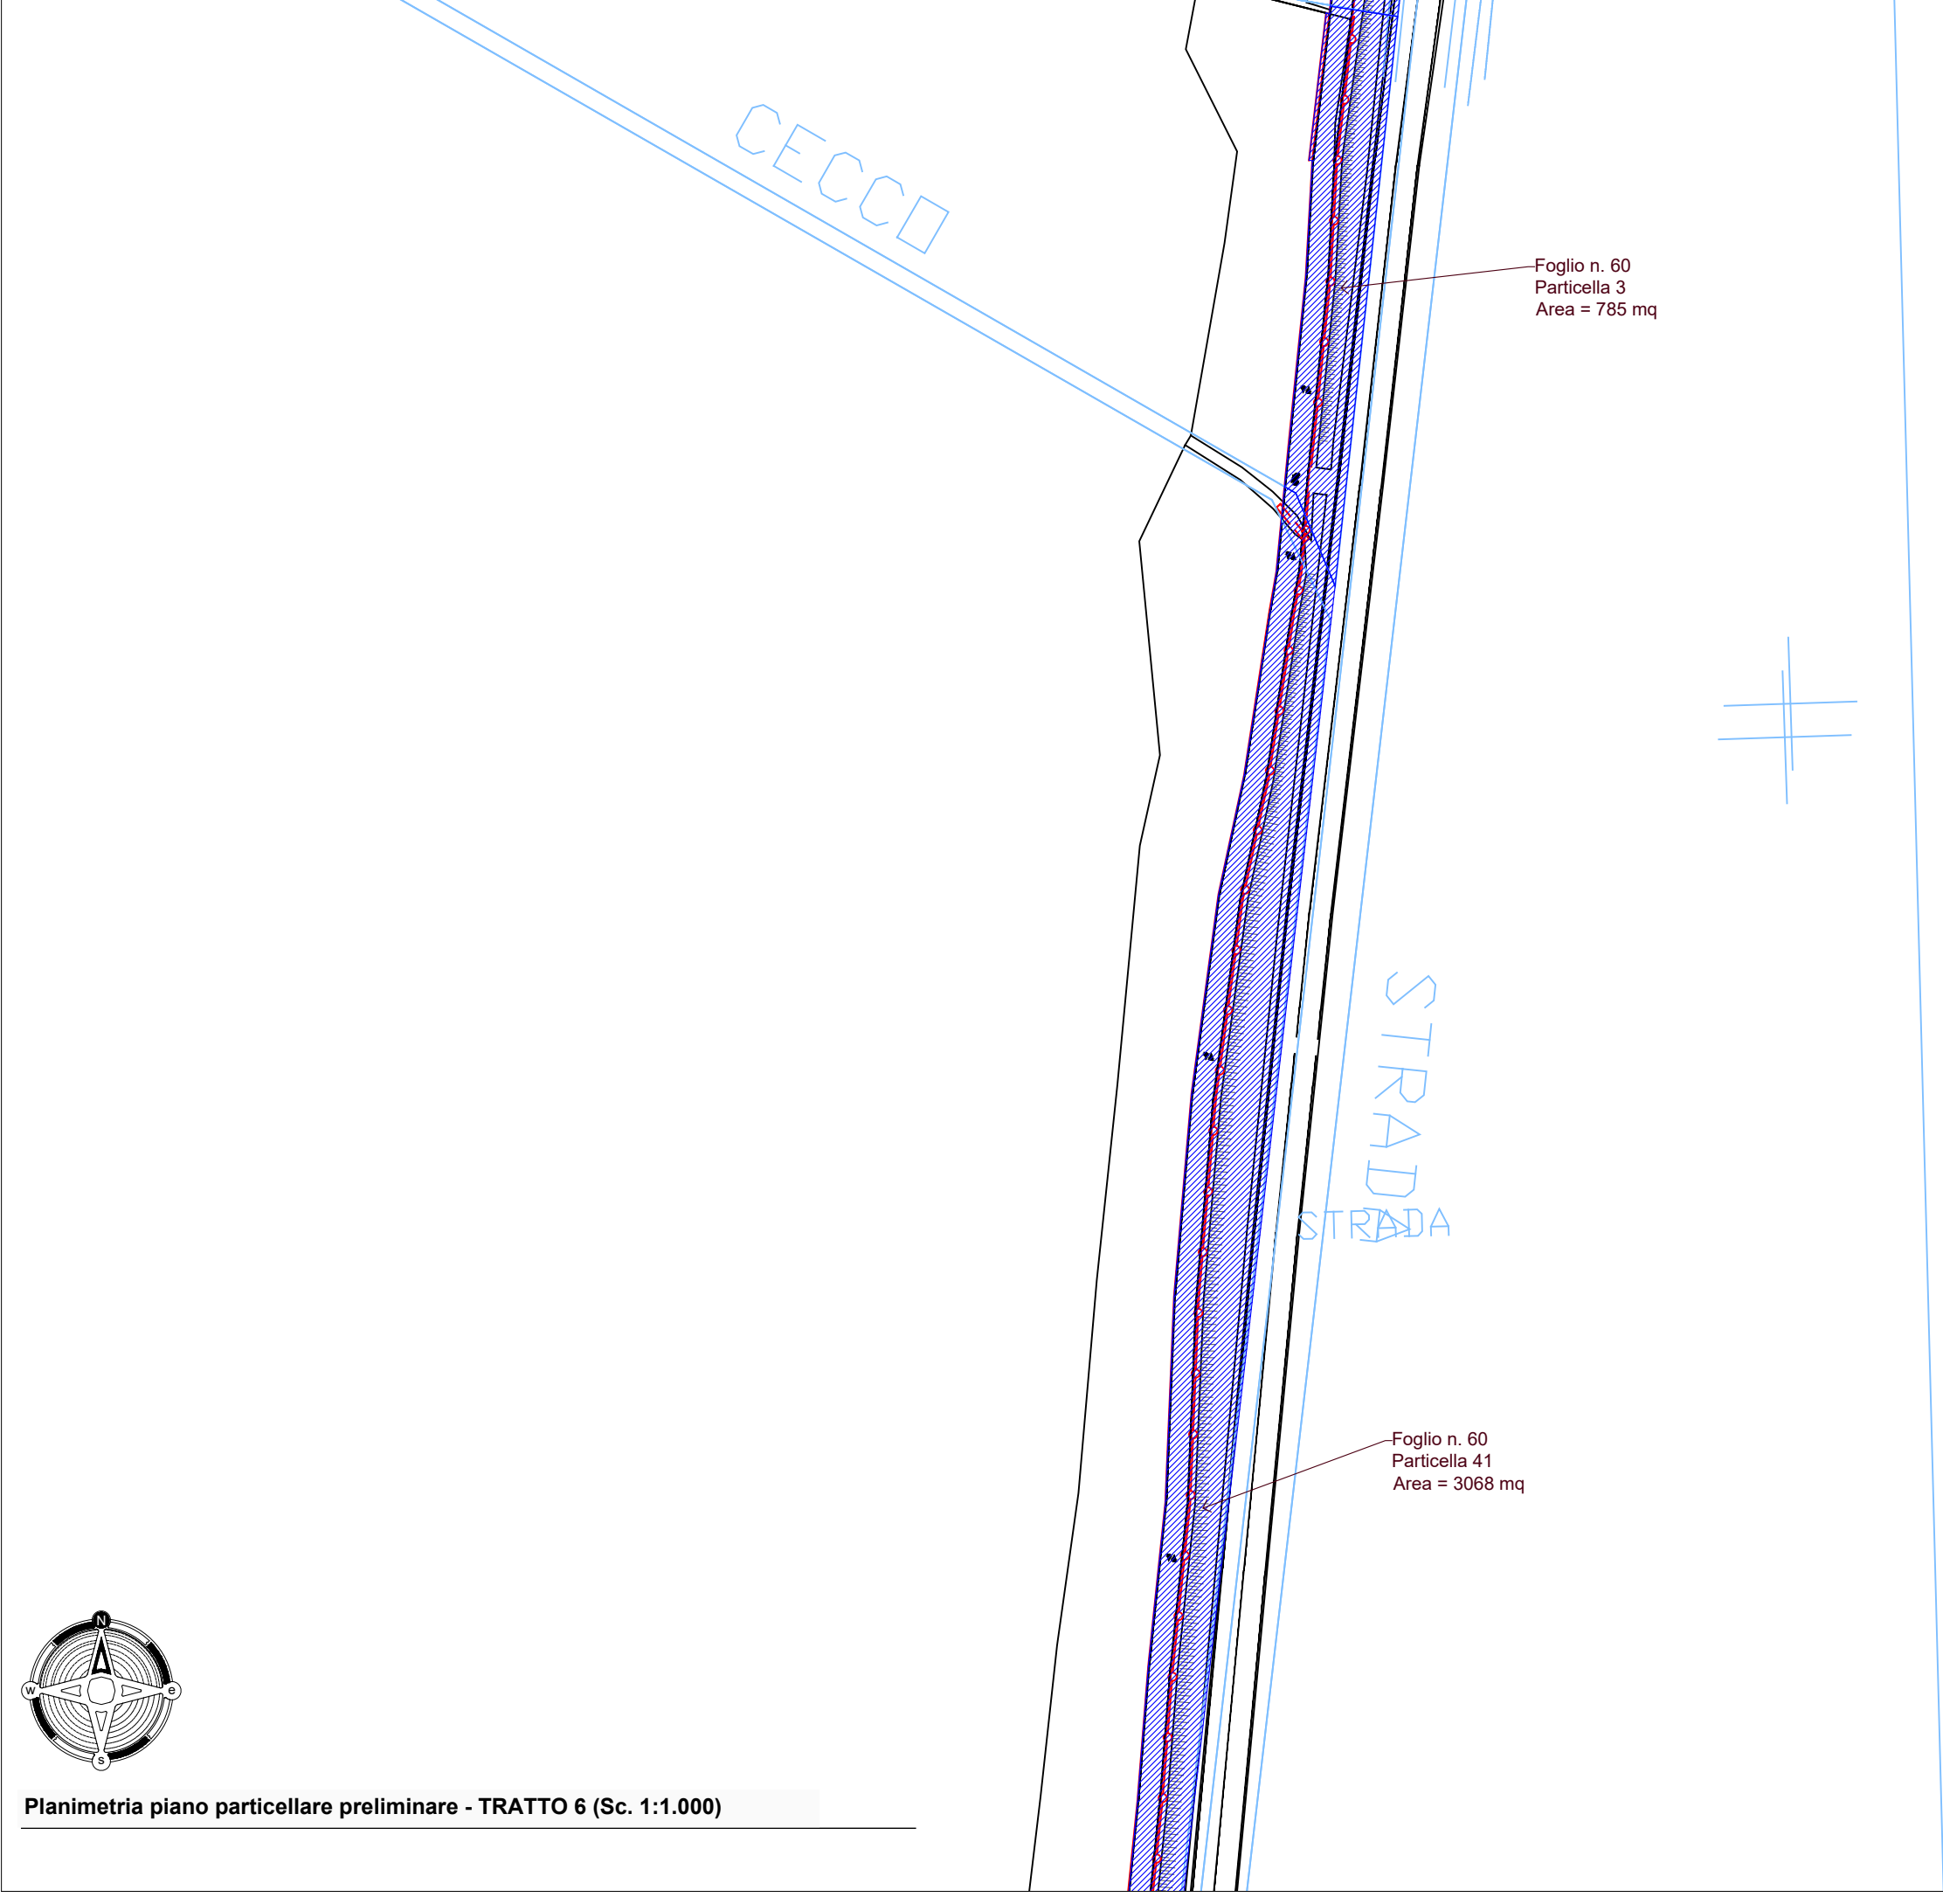 CECCO
Foglio n. 60
Particella 3
Area = 785 mq
STRADA
STRADA
Foglio n. 60
Particella 41
Area = 3068 mq
N
w
e
s
Planimetria piano particellare preliminare - TRATTO 6 (Sc. 1:1.000)